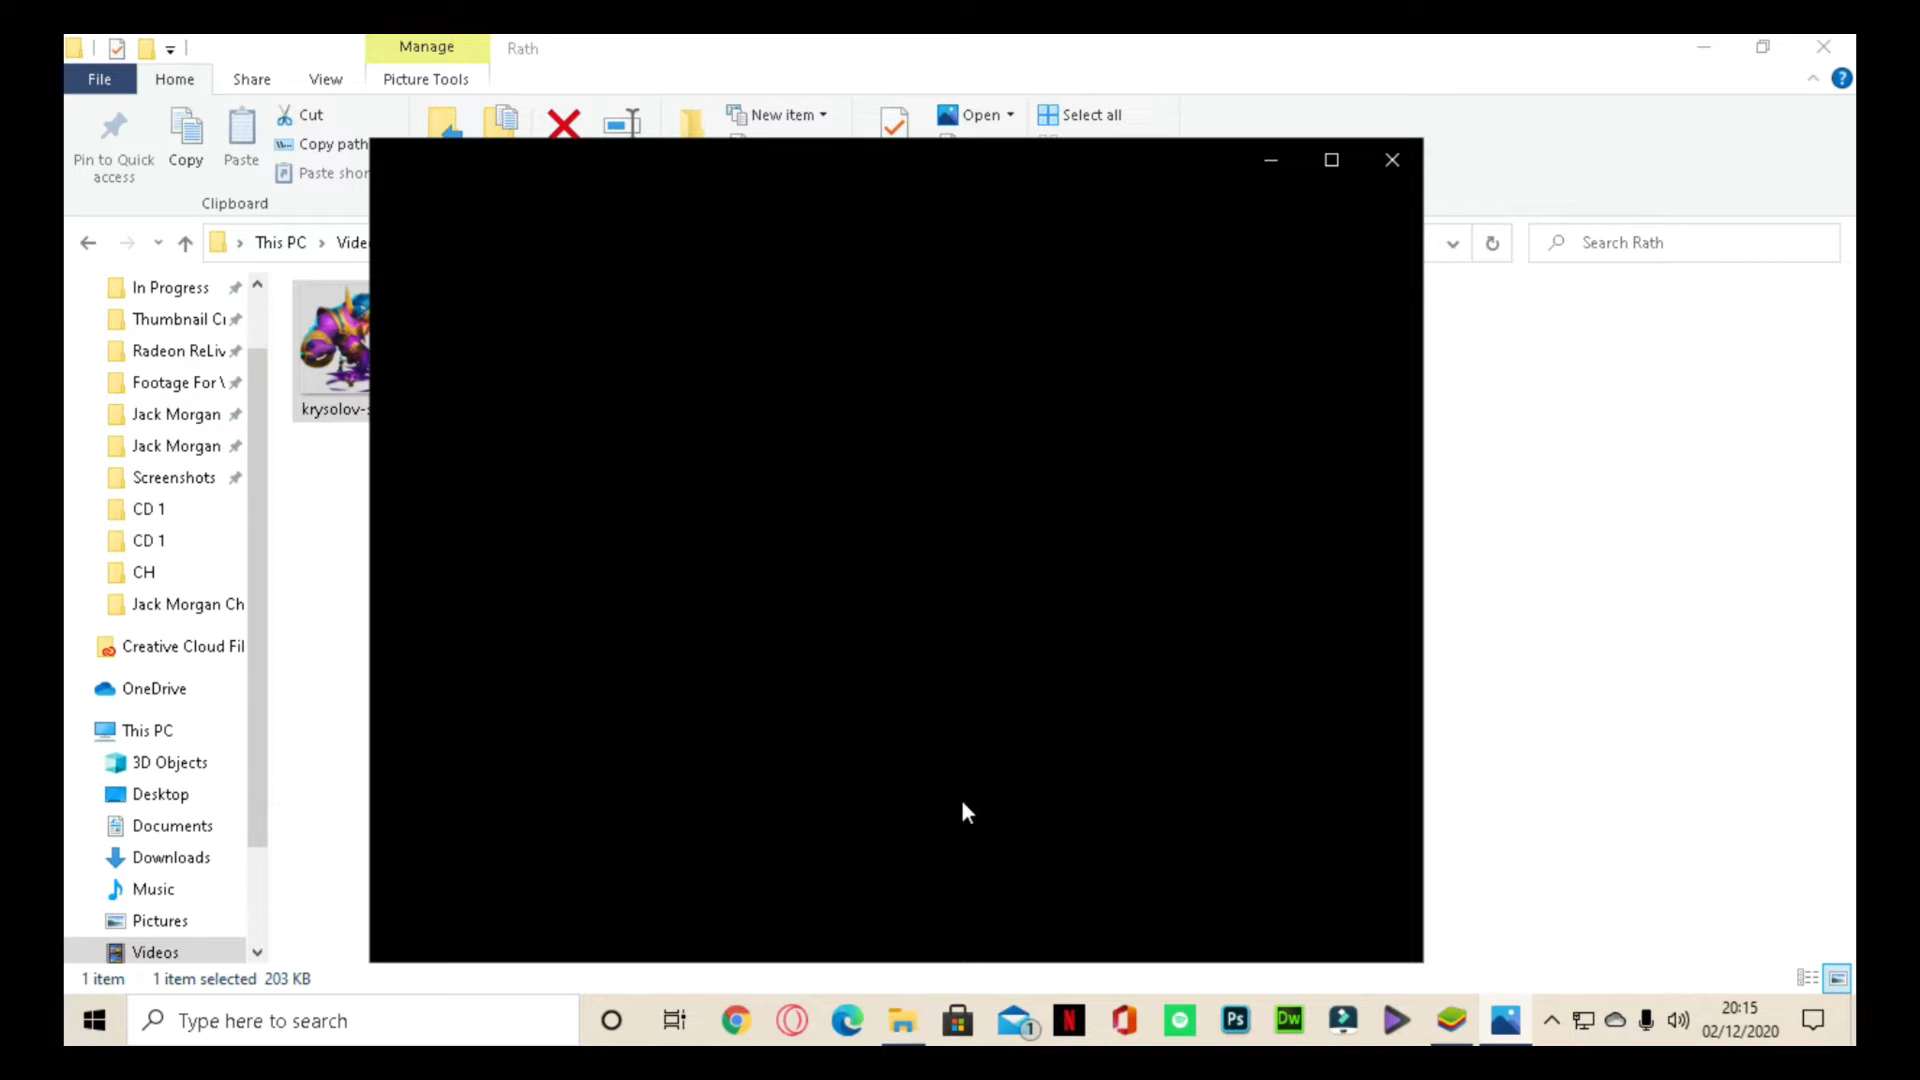 Manage
Rath
File
Home
Share
View
Picture Tools
Pin to Quick
access
Copy
Paste
Cut
Copy path
Paste shor
Clipboard
New item
Open
Select all
This PC
Vide
Search Rath
In Progress
Thumbnail Cr
Radeon ReLiv
Footage For \
Jack Morgan
Jack Morgan
Screenshots
CD 1
CD 1
CH
Jack Morgan Ch
Creative Cloud Fil
OneDrive
This PC
3D Objects
Desktop
Documents
Downloads
Music
Pictures
Videos
krysolov-s
1 item
1 item selected 203 KB
Type here to search
1
Ps
Dw
20:15
02/12/2020